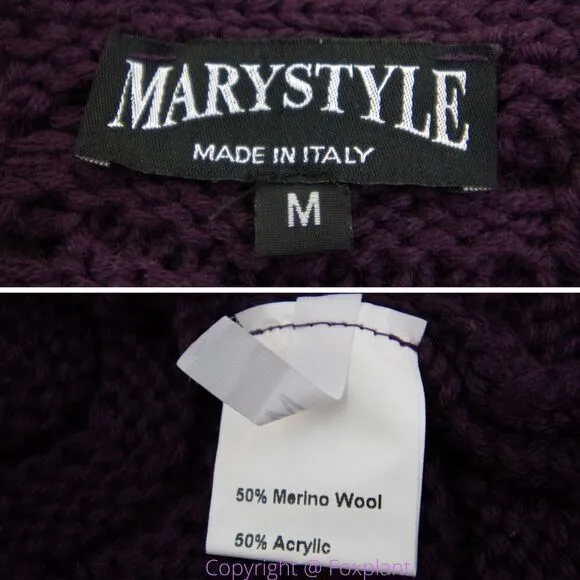 MARYSTYLE
MADE IN ITALY
M
50% Merino Wool
50% Acrylic
Copyright @ Foxplant